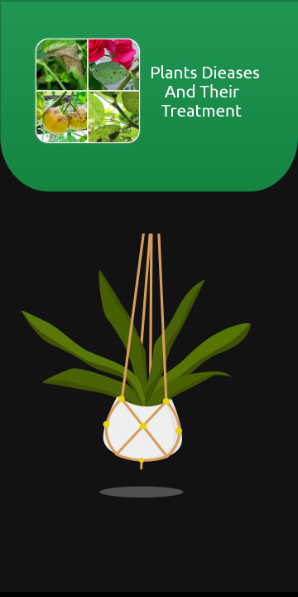 Plants Dieases
And Their
Treatment